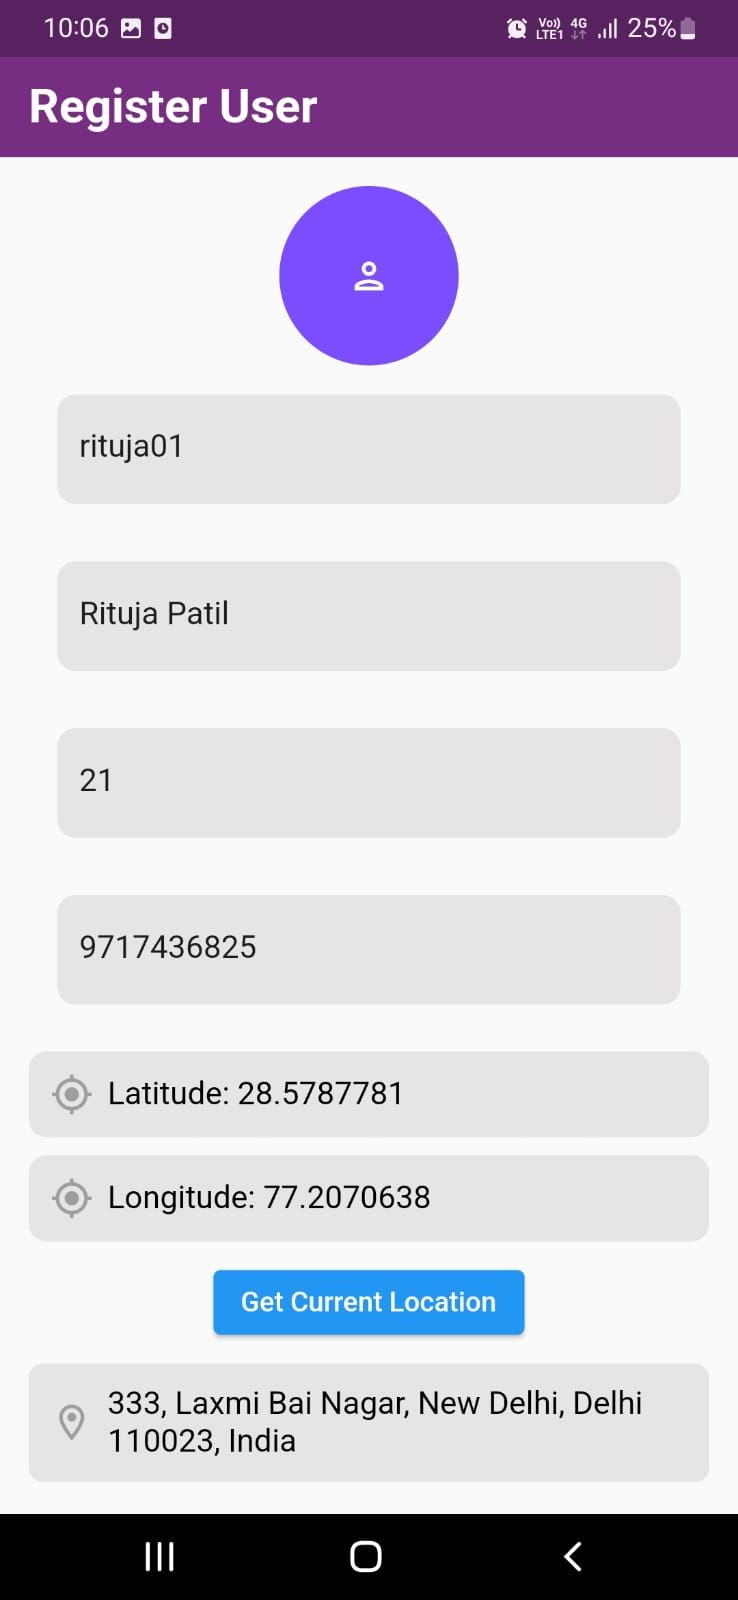 10:06 Vo)) LTE1 4G 25%
Register User
rituja01
Rituja Patil
21
9717436825
Latitude: 28.5787781
Longitude: 77.2070638
Get Current Location
333, Laxmi Bai Nagar, New Delhi, Delhi
110023, India